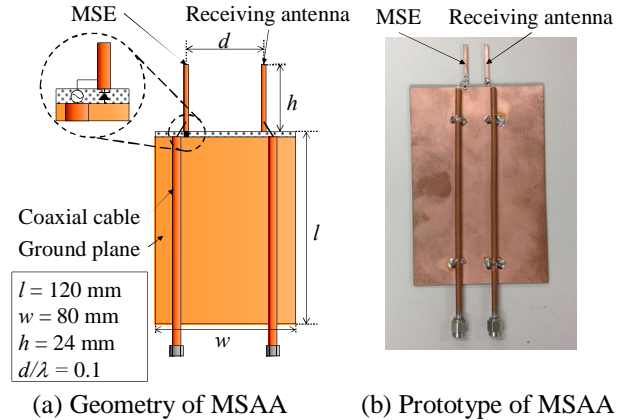 MSE
Receiving antenna
d
h
Coaxial cable
Ground plane
l
l = 120 mm
w = 80 mm
h = 24 mm
d/λ = 0.1
w
(a) Geometry of MSAA
MSE
Receiving antenna
(b) Prototype of MSAA